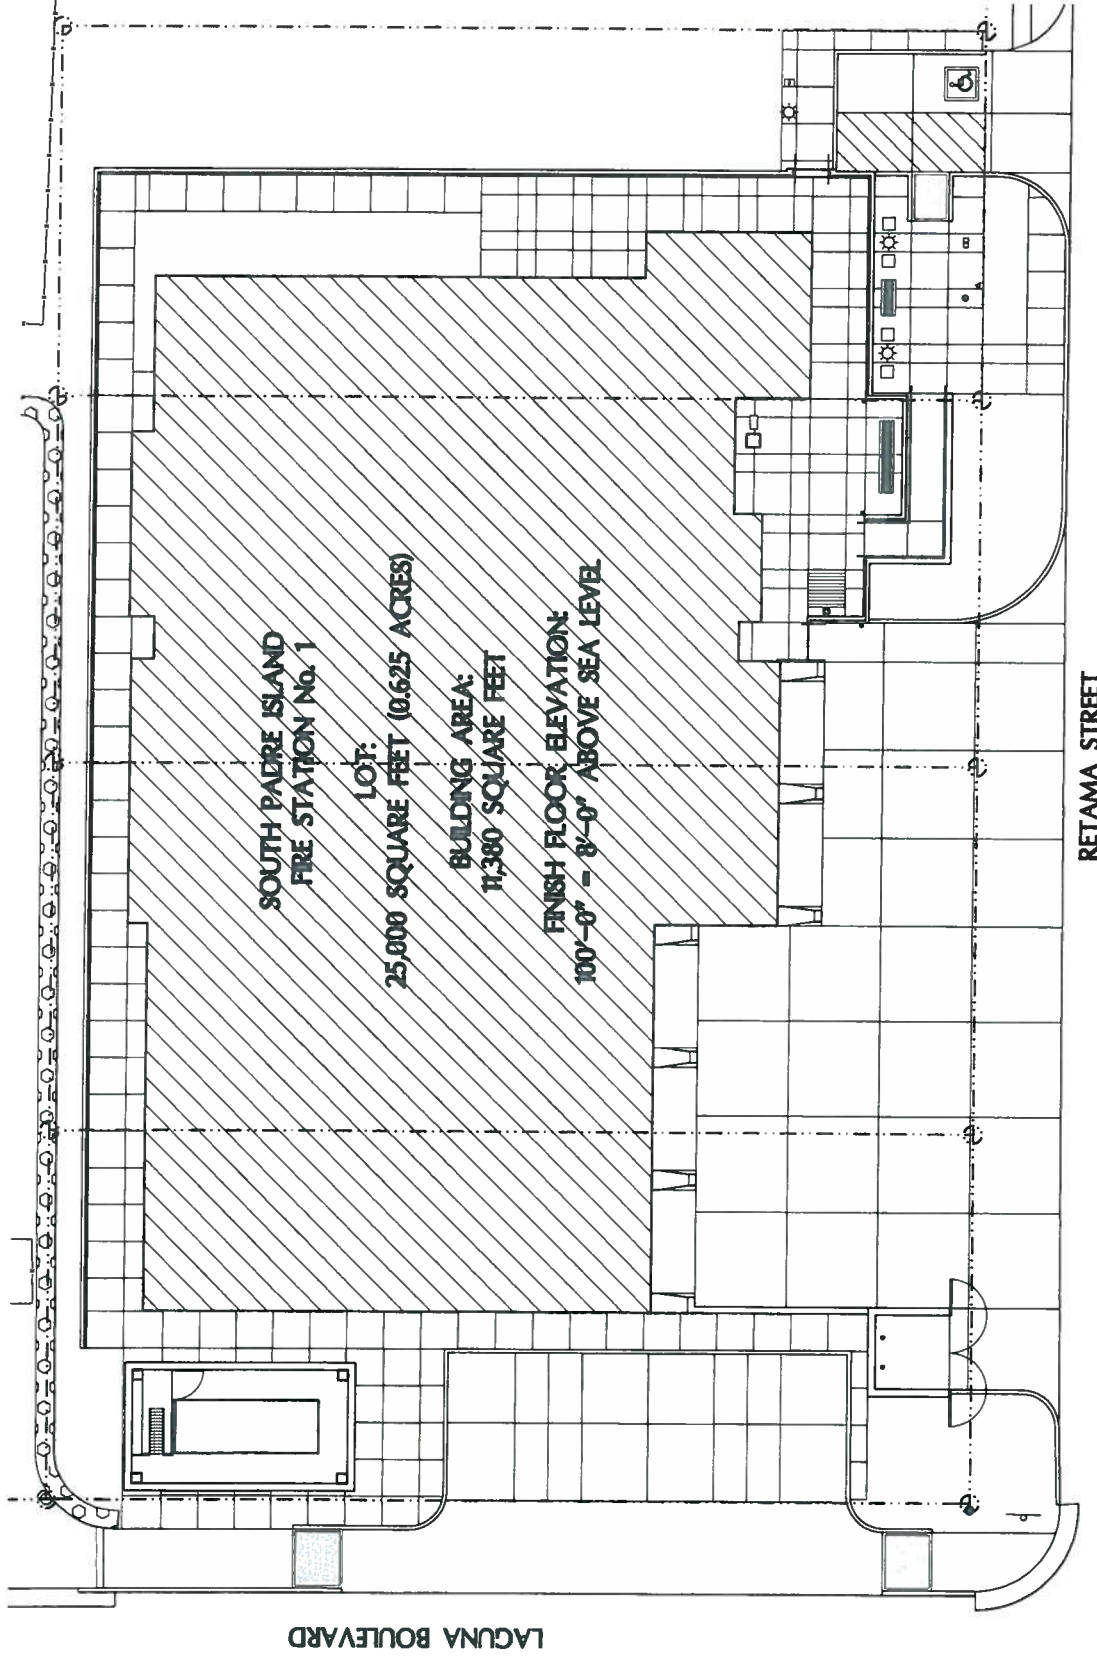 SOUTH PADRE ISLAND
FIRE STATION No. 1
LOT:
25,000 SQUARE FEET (0.625 ACRES)
BUILDING AREA:
11,380 SQUARE FEET
FINISH FLOOR ELEVATION:
100'-0" = 8'-0" ABOVE SEA LEVEL
RETAMA STREET
LAGUNA BOULEVARD